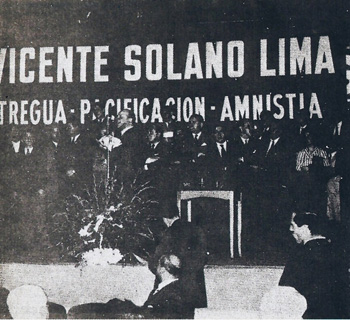 VICENTE SOLANO LIMA
TREGUA - PACIFICACION - AMNISTIA